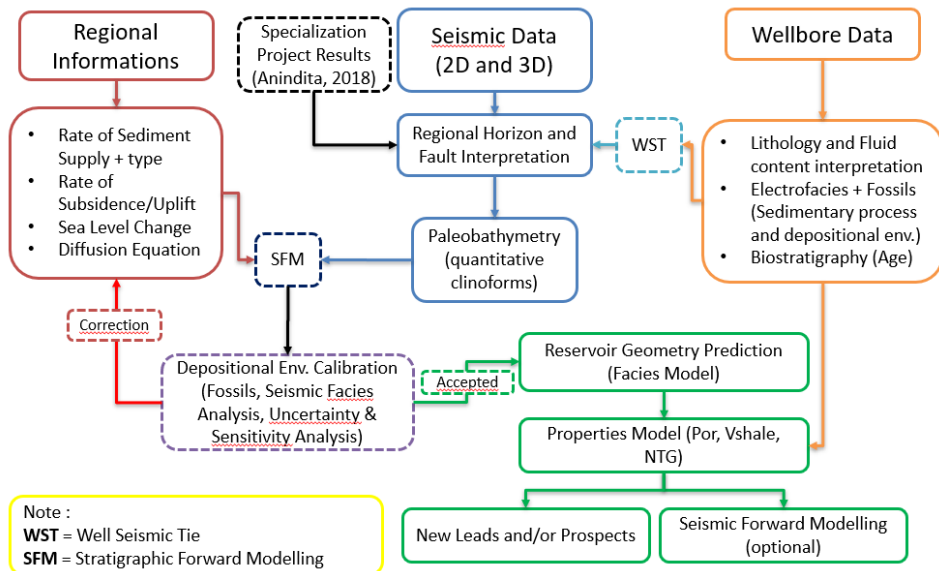 Regional
Informations
Specialization
Project Results
(Anindita, 2018)
Seismic Data
(2D and 3D)
Wellbore Data
• Rate of Sediment
Supply + type
• Rate of
Subsidence/Uplift
• Sea Level Change
• Diffusion Equation
Regional Horizon and
Fault Interpretation
WST
• Lithology and Fluid
content interpretation
• Electrofacies + Fossils
(Sedimentary process
and depositional env.)
• Biostratigraphy (Age)
SFM
Paleobathymetry
(quantitative
clinoforms)
Correction
Depositional Env. Calibration
(Fossils, Seismic Facies
Analysis, Uncertainty &
Sensitivity Analysis)
Accepted
Reservoir Geometry Prediction
(Facies Model)
Properties Model (Por, Vshale,
NTG)
New Leads and/or Prospects
Seismic Forward Modelling
(optional)
Note :
WST = Well Seismic Tie
SFM = Stratigraphic Forward Modelling